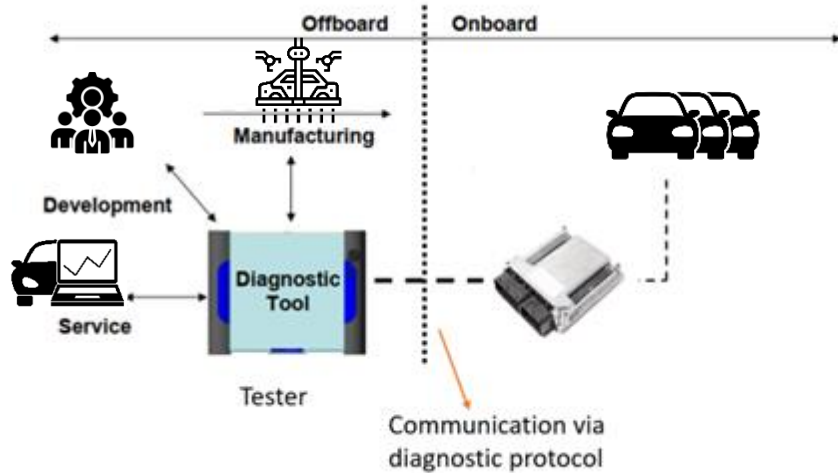 Offboard
Onboard
Manufacturing
Development
Diagnostic
Tool
Service
Tester
Communication via
diagnostic protocol